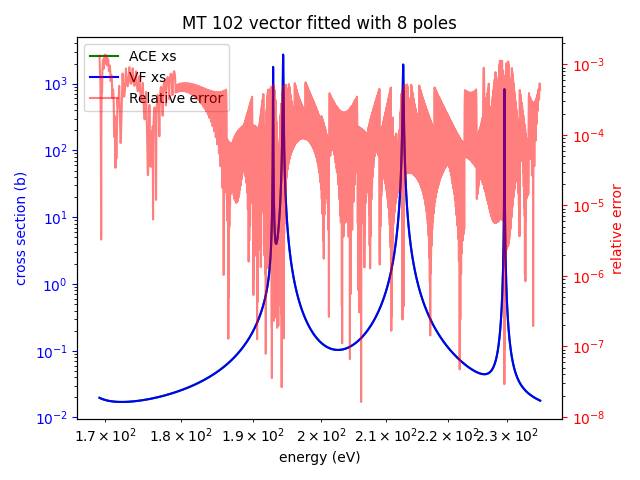 MT 102 vector fitted with 8 poles
ACE xs
VF xs
Relative error
cross section (b)
10³
10²
10¹
10⁰
10⁻¹
10⁻²
relative error
10⁻³
10⁻⁴
10⁻⁵
10⁻⁶
10⁻⁷
10⁻⁸
1.7 × 10² 1.8 × 10² 1.9 × 10² 2 × 10² 2.1 × 10² 2.2 × 10² 2.3 × 10²
energy (eV)